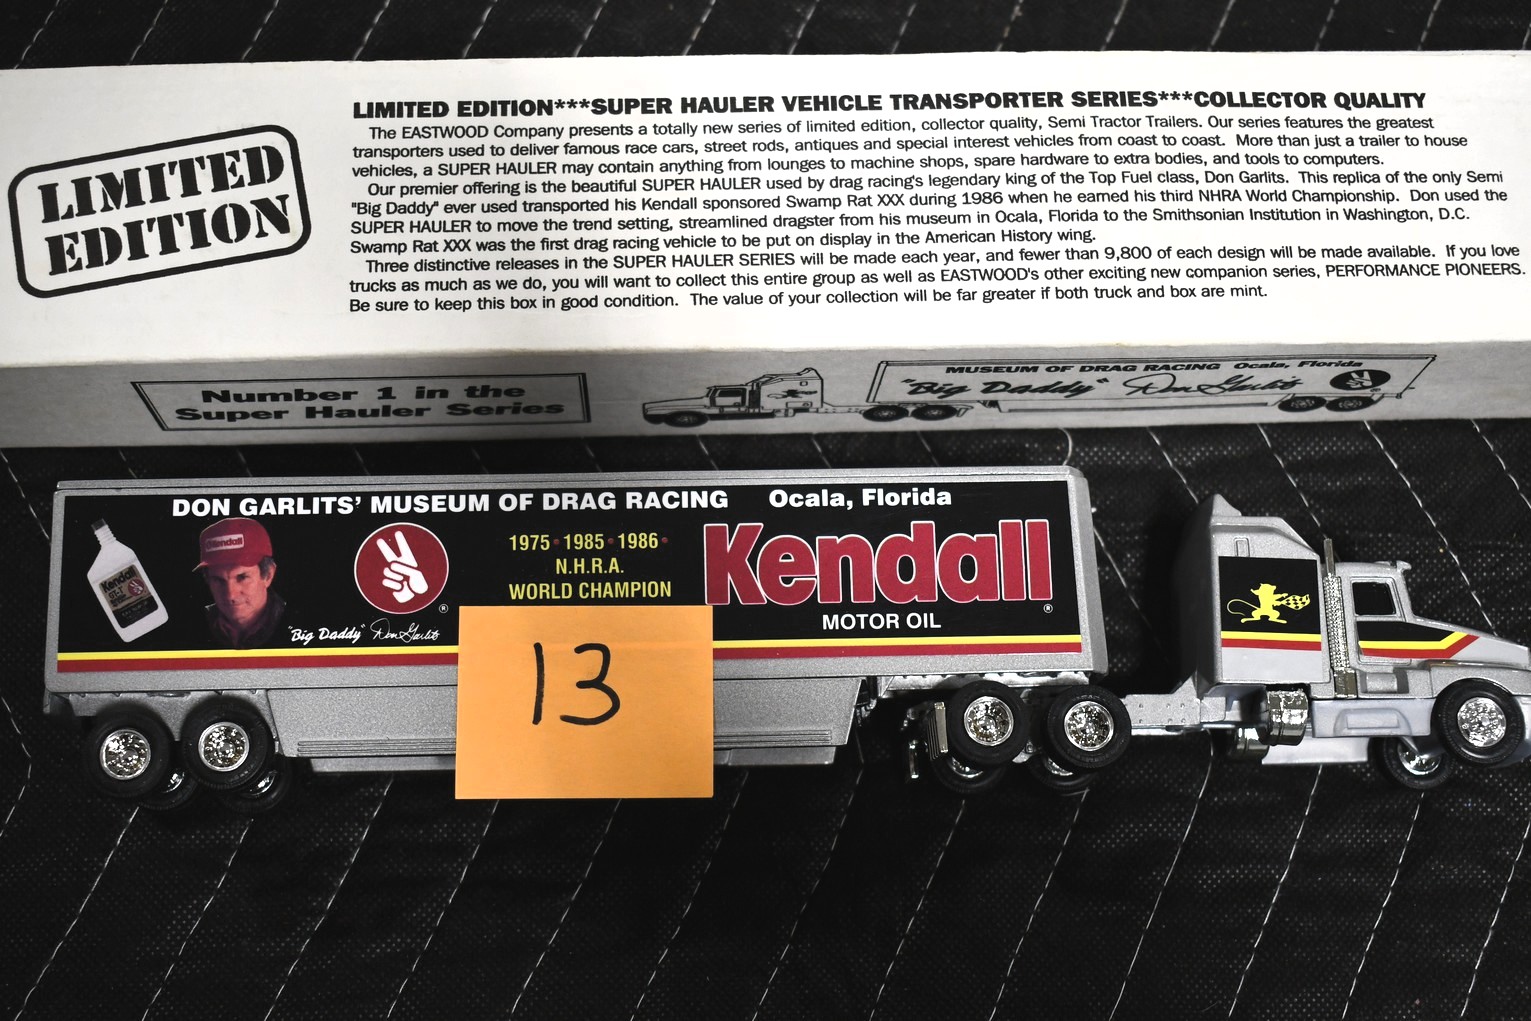 LIMITED
EDITION
LIMITED EDITION***SUPER HAULER VEHICLE TRANSPORTER SERIES***COLLECTOR QUALITY
The EASTWOOD Company presents a totally new series of limited edition, collector quality, Semi Tractor Trailers. Our series features the greatest
transporters used to deliver famous race cars, street rods, antiques and special interest vehicles from coast to coast. More than just a trailer to house
vehicles, a SUPER HAULER may contain anything from lounges to machine shops, spare hardware to extra bodies, and tools to computers.
Our premier offering is the beautiful SUPER HAULER used by drag racing's legendary king of the Top Fuel class, Don Garlits. This replica of the only Semi
"Big Daddy" ever used transported his Kendall sponsored Swamp Rat XXX during 1986 when he earned his third NHRA World Championship. Don used the
SUPER HAULER to move the trend setting, streamlined dragster from his museum in Ocala, Florida to the Smithsonian Institution in Washington, D.C.
Swamp Rat XXX was the first drag racing vehicle to be put on display in the American History wing.
Three distinctive releases in the SUPER HAULER SERIES will be made each year, and fewer than 9,800 of each design will be made available. If you love
trucks as much as we do, you will want to collect this entire group as well as EASTWOOD's other exciting new companion series, PERFORMANCE PIONEERS.
Be sure to keep this box in good condition. The value of your collection will be far greater if both truck and box are mint.
Number 1 in the
Super Hauler Series
MUSEUM OF DRAG RACING Ocala, Florida
"Big Daddy" Don Garlits
DON GARLITS' MUSEUM OF DRAG RACING Ocala, Florida
Kendall
Kendall
GT-1
1975 • 1985 • 1986 •
N.H.R.A.
WORLD CHAMPION
"Big Daddy" Don Garlits
®
Kendall
®
MOTOR OIL
13